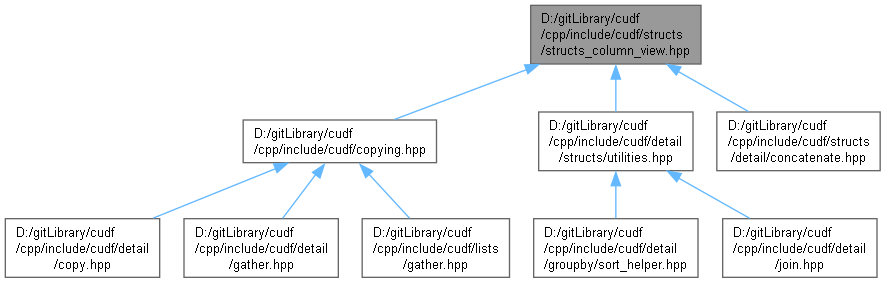 D:/gitLibrary/cudf
/cpp/include/cudf/structs
/structs_column_view.hpp
D:/gitLibrary/cudf
/cpp/include/cudf/copying.hpp
D:/gitLibrary/cudf
/cpp/include/cudf/detail
/structs/utilities.hpp
D:/gitLibrary/cudf
/cpp/include/cudf/structs
/detail/concatenate.hpp
D:/gitLibrary/cudf
/cpp/include/cudf/detail
/copy.hpp
D:/gitLibrary/cudf
/cpp/include/cudf/detail
/gather.hpp
D:/gitLibrary/cudf
/cpp/include/cudf/lists
/gather.hpp
D:/gitLibrary/cudf
/cpp/include/cudf/detail
/groupby/sort_helper.hpp
D:/gitLibrary/cudf
/cpp/include/cudf/detail
/join.hpp